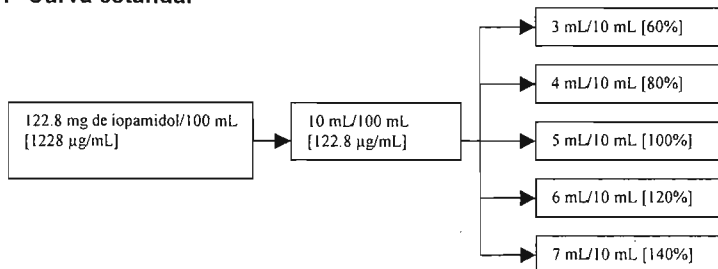 Curva estándar
122.8 mg de iopamidol/100 mL
[1228 µg/mL]
10 mL/100 mL
[122.8 µg/mL]
3 mL/10 mL [60%]
4 mL/10 mL [80%]
5 mL/10 mL [100%]
6 mL/10 mL [120%]
7 mL/10 mL [140%]